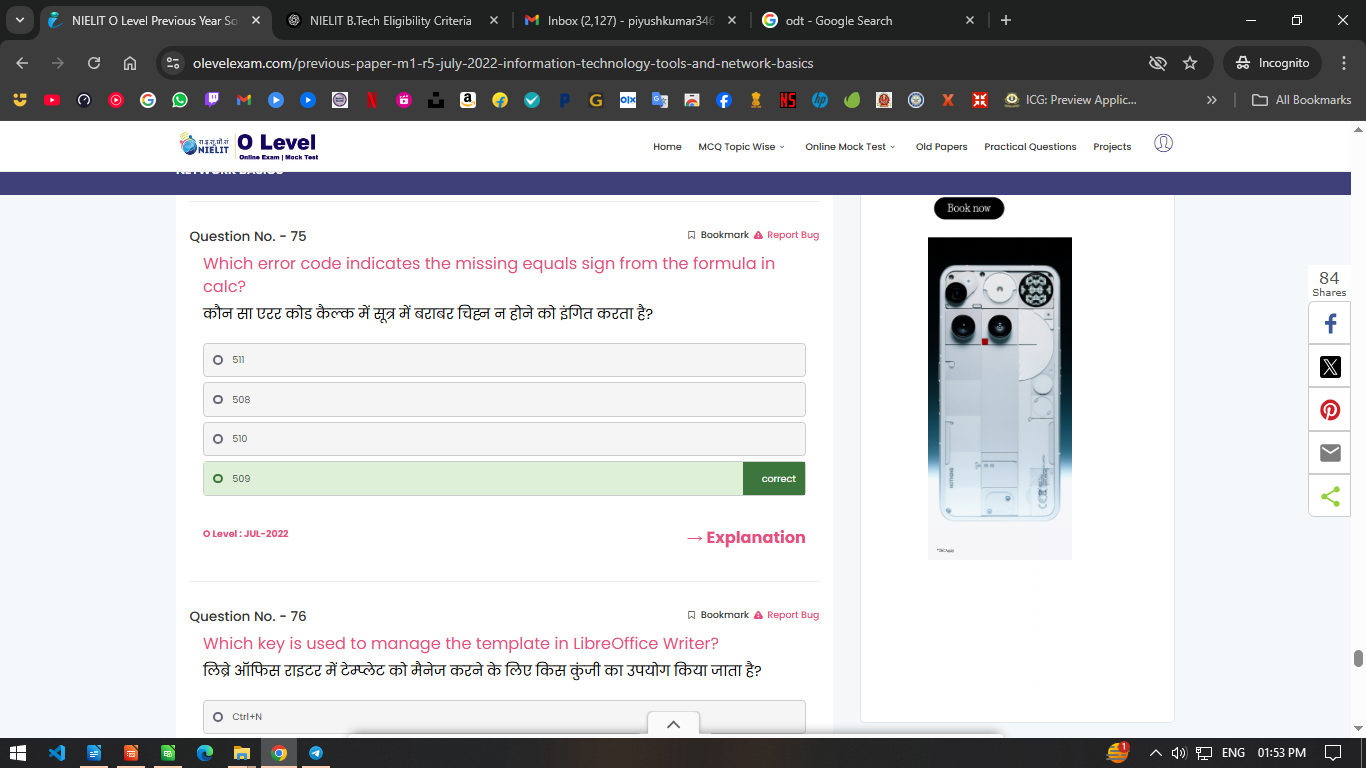 NIELIT O Level Previous Year So
NIELIT B.Tech Eligibility Criteria
Inbox (2,127) - piyushkumar346
odt - Google Search
olevelexam.com/previous-paper-m1-r5-july-2022-information-technology-tools-and-network-basics
Incognito
ICG: Preview Applic...
All Bookmarks
NIELIT
O Level
Online Exam | Mock Test
Home
MCQ Topic Wise
Online Mock Test
Old Papers
Practical Questions
Projects
NETWORK BASICS
Book now
84
Shares
Question No. - 75
Bookmark
Report Bug
Which error code indicates the missing equals sign from the formula in
calc?
कौन सा एरर कोड कैल्क में सूत्र में बराबर चिह्न न होने को इंगित करता है?
511
508
510
509
correct
O Level : JUL-2022
→ Explanation
Question No. - 76
Bookmark
Report Bug
Which key is used to manage the template in LibreOffice Writer?
लिब्रे ऑफिस राइटर में टेम्प्लेट को मैनेज करने के लिए किस कुंजी का उपयोग किया जाता है?
Ctrl+N
ENG
01:53 PM